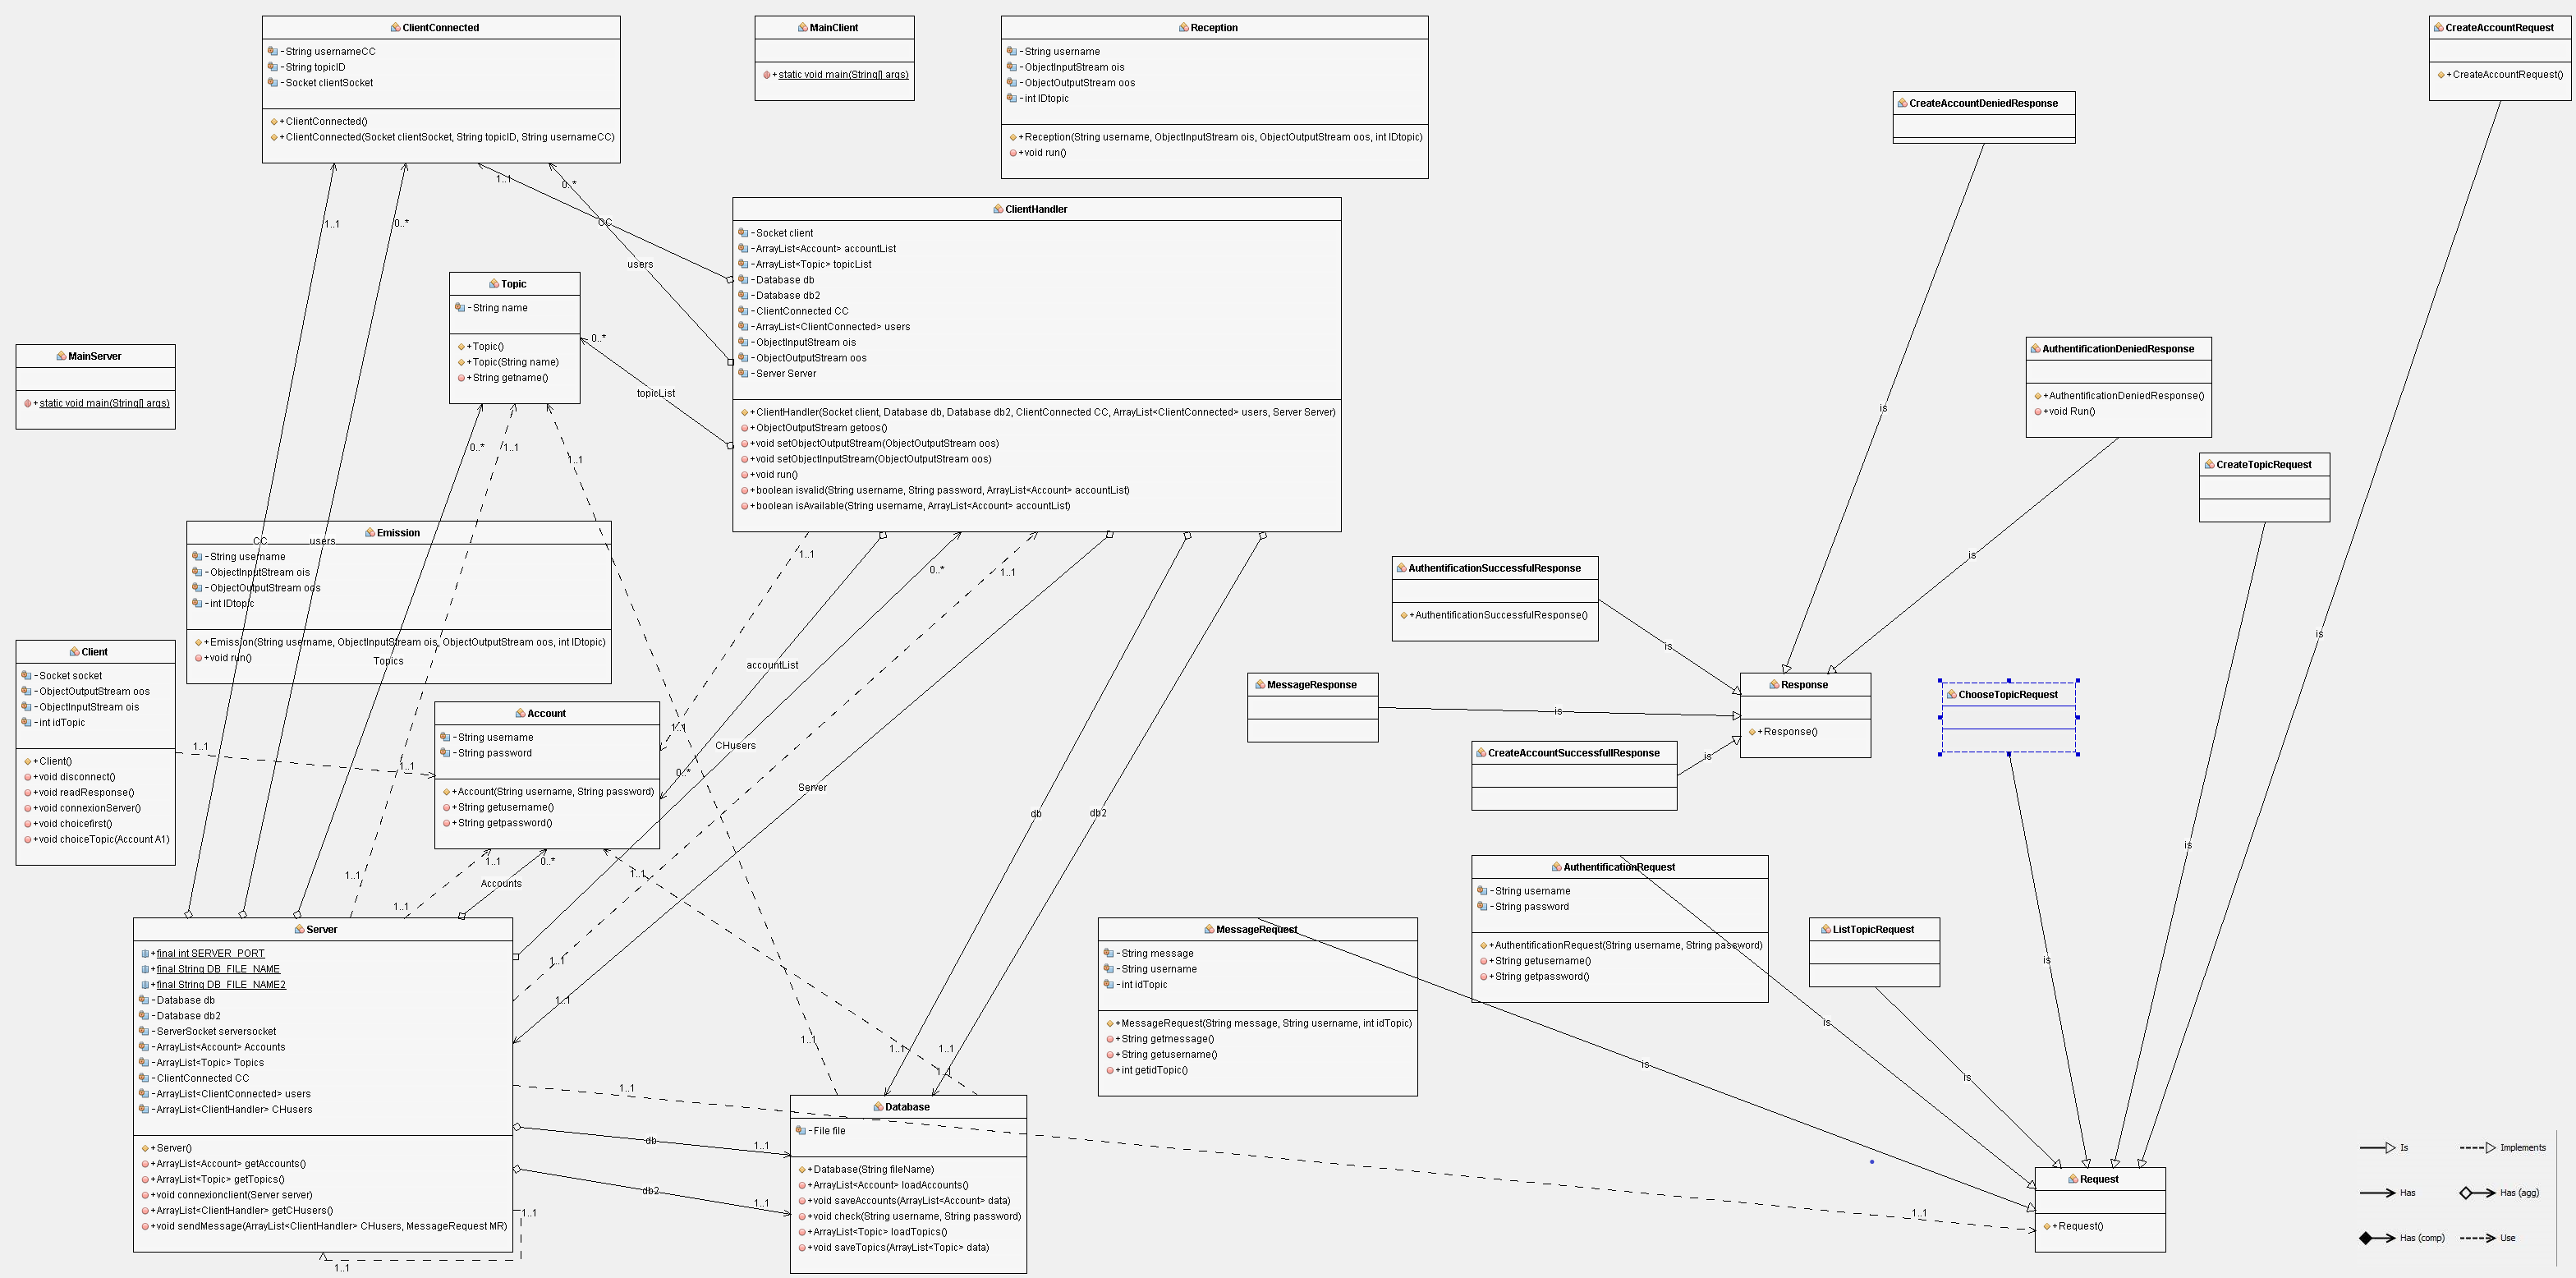 ClientConnected
-String usernameCC
-String topicID
-Socket clientSocket
+ClientConnected()
+ClientConnected(Socket clientSocket, String topicID, String usernameCC)
MainClient
+static void main(String[] args)
Reception
-String username
-ObjectInputStream ois
-ObjectOutputStream oos
-int IDtopic
+Reception(String username, ObjectInputStream ois, ObjectOutputStream oos, int IDtopic)
+void run()
CreateAccountRequest
+CreateAccountRequest()
CreateAccountDeniedResponse
1..1
0..*
1..1
0..*
CC
users
ClientHandler
-Socket client
-ArrayList<Account> accountList
-ArrayList<Topic> topicList
-Database db
-Database db2
-ClientConnected CC
-ArrayList<ClientConnected> users
-ObjectInputStream ois
-ObjectOutputStream oos
-Server Server
+ClientHandler(Socket client, Database db, Database db2, ClientConnected CC, ArrayList<ClientConnected> users, Server Server)
+ObjectOutputStream getoos()
+void setObjectOutputStream(ObjectOutputStream oos)
+void setObjectInputStream(ObjectOutputStream oos)
+void run()
+boolean isvalid(String username, String password, ArrayList<Account> accountList)
+boolean isAvailable(String username, ArrayList<Account> accountList)
Topic
-String name
+Topic()
+Topic(String name)
+String getname()
0..*
topicList
MainServer
+static void main(String[] args)
is
AuthentificationDeniedResponse
+AuthentificationDeniedResponse()
+void Run()
CreateTopicRequest
0..*
1..1
1..1
Emission
-String username
-ObjectInputStream ois
-ObjectOutputStream oos
-int IDtopic
+Emission(String username, ObjectInputStream ois, ObjectOutputStream oos, int IDtopic)
+void run()
CC
users
Topics
1..1
0..*
1..1
is
AuthentificationSuccessfulResponse
+AuthentificationSuccessfulResponse()
is
is
Client
-Socket socket
-ObjectOutputStream oos
-ObjectInputStream ois
-int idTopic
+Client()
+void disconnect()
+void readResponse()
+void connexionServer()
+void choicefirst()
+void choiceTopic(Account A1)
1..1
1..1
Account
-String username
-String password
+Account(String username, String password)
+String getusername()
+String getpassword()
accountList
1..1
CHusers
0..*
Server
db
db2
MessageResponse
is
Response
+Response()
ChooseTopicRequest
CreateAccountSuccessfullResponse
is
is
1..1
1..1
1..1
0..*
Accounts
1..1
AuthentificationRequest
-String username
-String password
+AuthentificationRequest(String username, String password)
+String getusername()
+String getpassword()
MessageRequest
-String message
-String username
-int idTopic
+MessageRequest(String message, String username, int idTopic)
+String getmessage()
+String getusername()
+int getidTopic()
ListTopicRequest
is
is
is
is
Server
+final int SERVER_PORT
+final String DB_FILE_NAME
+final String DB_FILE_NAME2
-Database db
-Database db2
-ServerSocket serversocket
-ArrayList<Account> Accounts
-ArrayList<Topic> Topics
-ClientConnected CC
-ArrayList<ClientConnected> users
-ArrayList<ClientHandler> CHusers
+Server()
+ArrayList<Account> getAccounts()
+ArrayList<Topic> getTopics()
+void connexionclient(Server server)
+ArrayList<ClientHandler> getCHusers()
+void sendMessage(ArrayList<ClientHandler> CHusers, MessageRequest MR)
1..1
1..1
1..1
1..1
1..1
1..1
1..1
db
1..1
db2
1..1
1..1
1..1
Database
-File file
+Database(String fileName)
+ArrayList<Account> loadAccounts()
+void saveAccounts(ArrayList<Account> data)
+void check(String username, String password)
+ArrayList<Topic> loadTopics()
+void saveTopics(ArrayList<Topic> data)
1..1
Request
+Request()
Is
Implements
Has
Has (agg)
Has (comp)
Use